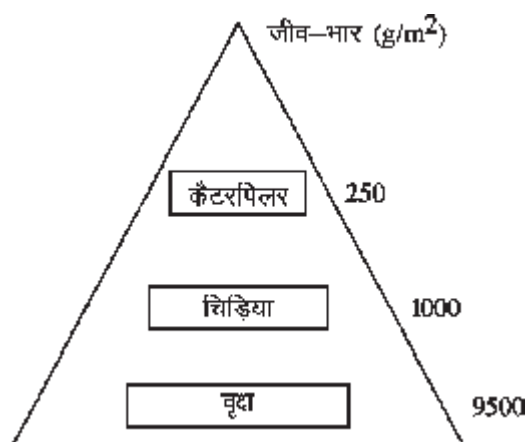 जीव–भार (g/m²)
कैटरपिलर 250
चिड़िया 1000
वृक्ष 9500